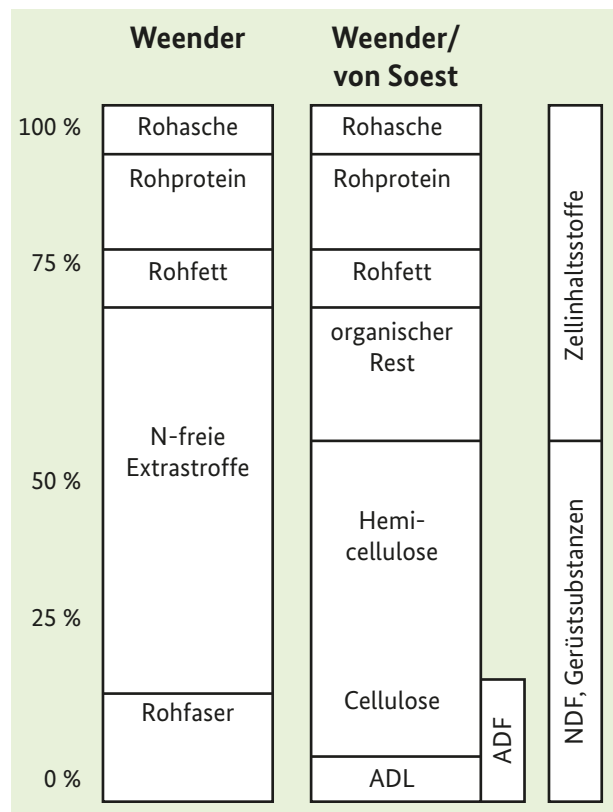 Weender
Weender/
von Soest
100 %
75 %
50 %
25 %
0 %
Rohasche
Rohprotein
Rohfett
N-freie
Extrastroffe
Rohfaser
Rohasche
Rohprotein
Rohfett
organischer
Rest
Hemi-
cellulose
Cellulose
ADL
ADF
Zellinhaltsstoffe
NDF, Gerüstsubstanzen